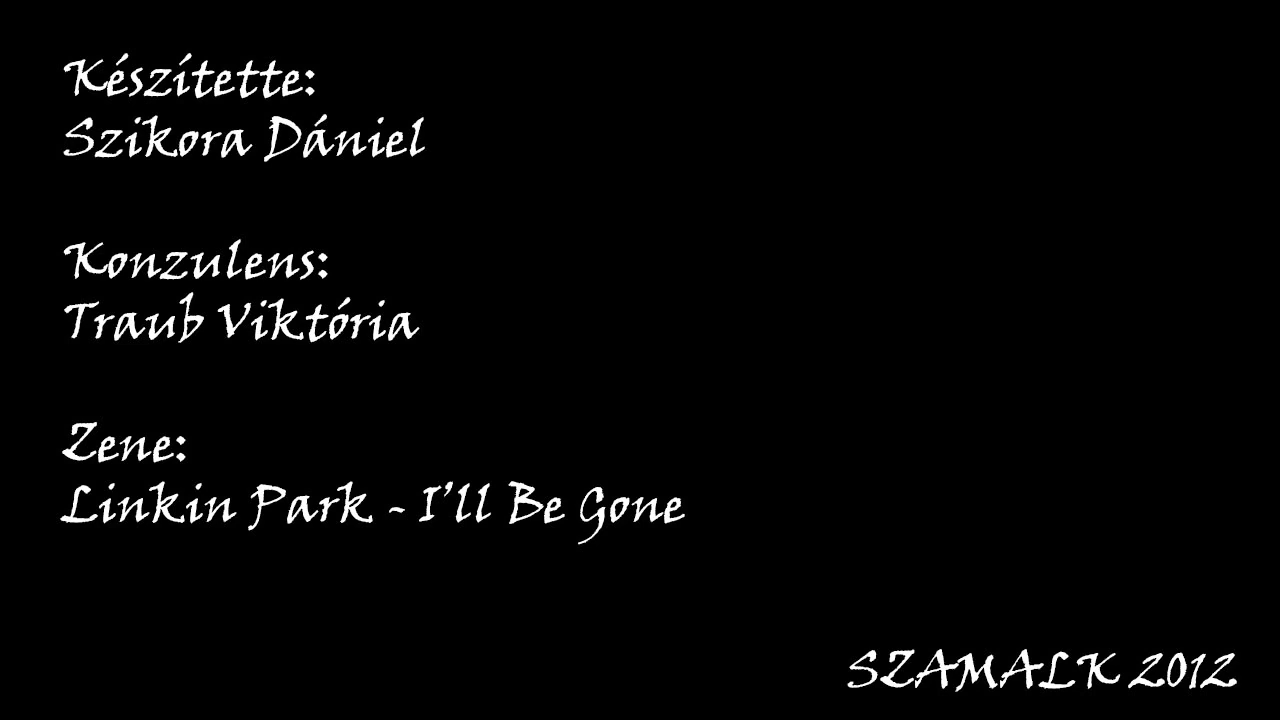 Készítette:
Szikora Dániel
Konzulens:
Traub Viktória
Zene:
Linkin Park - I'll Be Gone
SZAMALK 2012